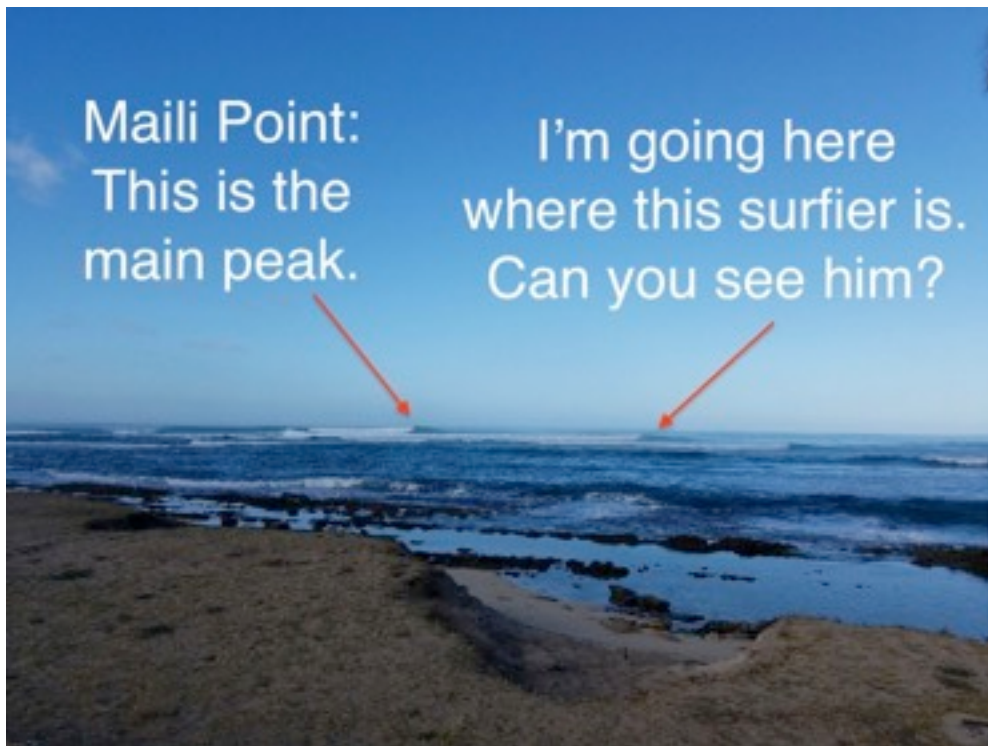 Maili Point:
This is the
main peak.
I'm going here
where this surfier is.
Can you see him?